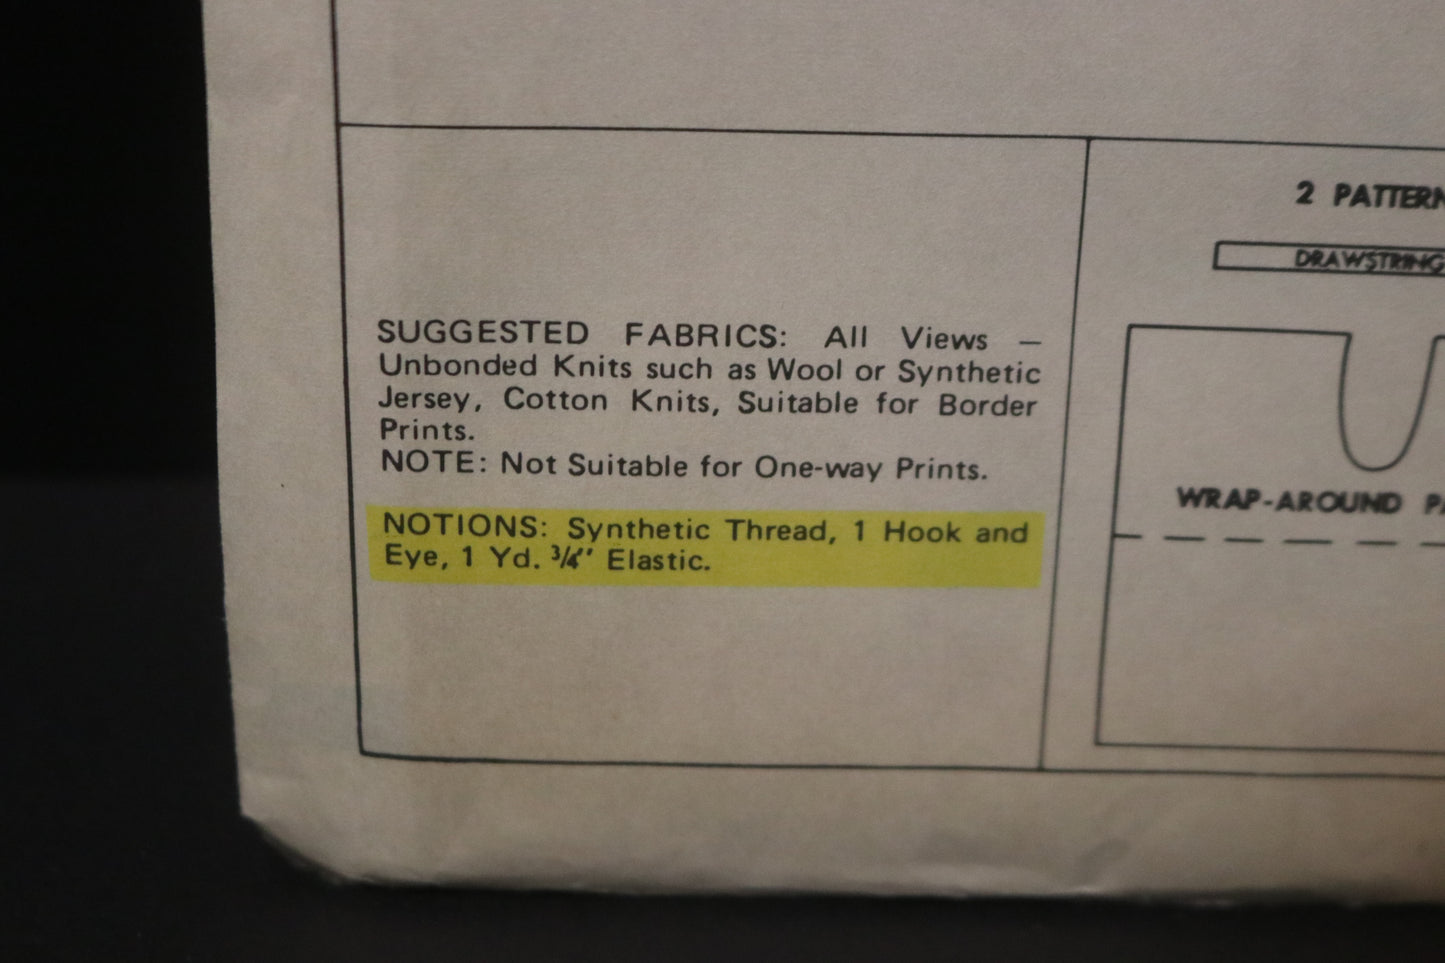 SUGGESTED FABRICS: All Views —
Unbonded Knits such as Wool or Synthetic
Jersey, Cotton Knits, Suitable for Border
Prints.
NOTE: Not Suitable for One-way Prints.
NOTIONS: Synthetic Thread, 1 Hook and
Eye, 1 Yd. ¾" Elastic.
2 PATTERN
DRAWSTRING
WRAP-AROUND